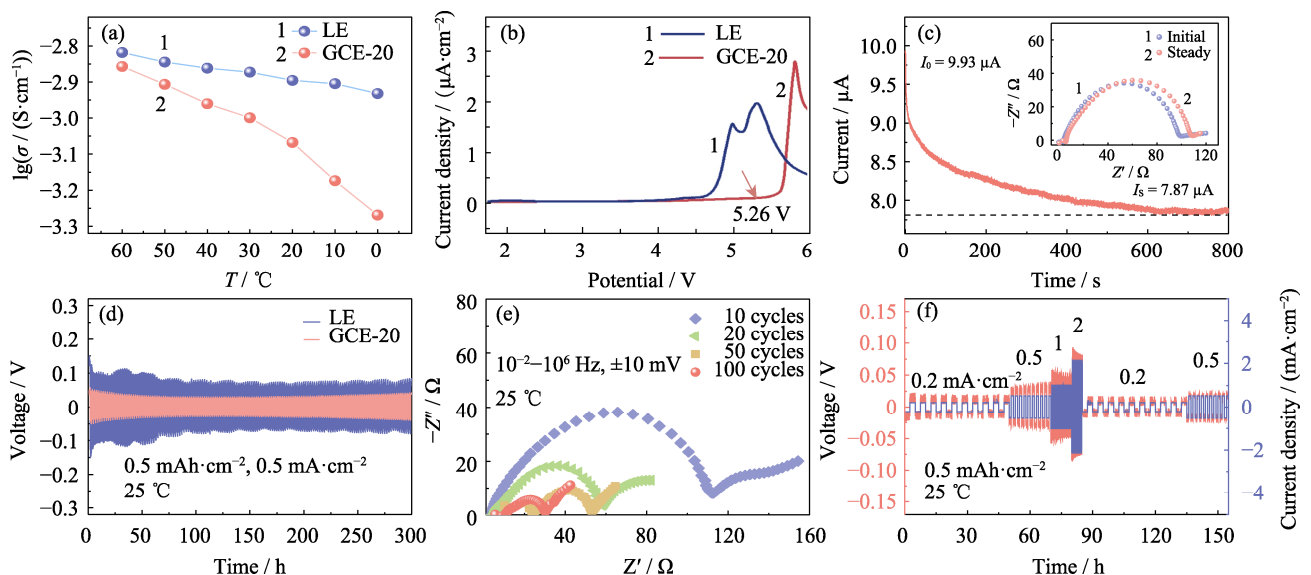 (a)
1 LE
2 GCE-20
1
2
lg(σ / (S·cm⁻¹))
−2.8
−2.9
−3.0
−3.1
−3.2
−3.3
60 50 40 30 20 10 0
T / ℃
(b)
1 LE
2 GCE-20
1
2
5.26 V
Current density / (μA·cm⁻²)
3
2
1
0
2 3 4 5 6
Potential / V
(c)
I₀ = 9.93 μA
Iₛ = 7.87 μA
Current / μA
10.0
9.5
9.0
8.5
8.0
0 200 400 600 800
Time / s
1 Initial
2 Steady
1
2
−Z″ / Ω
60
40
20
0
0 40 80 120
Z′ / Ω
(d)
LE
GCE-20
0.5 mAh·cm⁻², 0.5 mA·cm⁻²
25 ℃
Voltage / V
0.3
0.2
0.1
0
−0.1
−0.2
−0.3
0 50 100 150 200 250 300
Time / h
(e)
10 cycles
20 cycles
50 cycles
100 cycles
10⁻²−10⁶ Hz, ±10 mV
25 ℃
−Z″ / Ω
80
60
40
20
0
40 80 120 160
Z′ / Ω
(f)
0.2 mA·cm⁻²
0.5
1
2
0.2
0.5
0.5 mAh·cm⁻²
25 ℃
Voltage / V
0.15
0.10
0.05
0.00
−0.05
−0.10
−0.15
Current density / (mA·cm⁻²)
4
2
0
−2
−4
0 30 60 90 120 150
Time / h